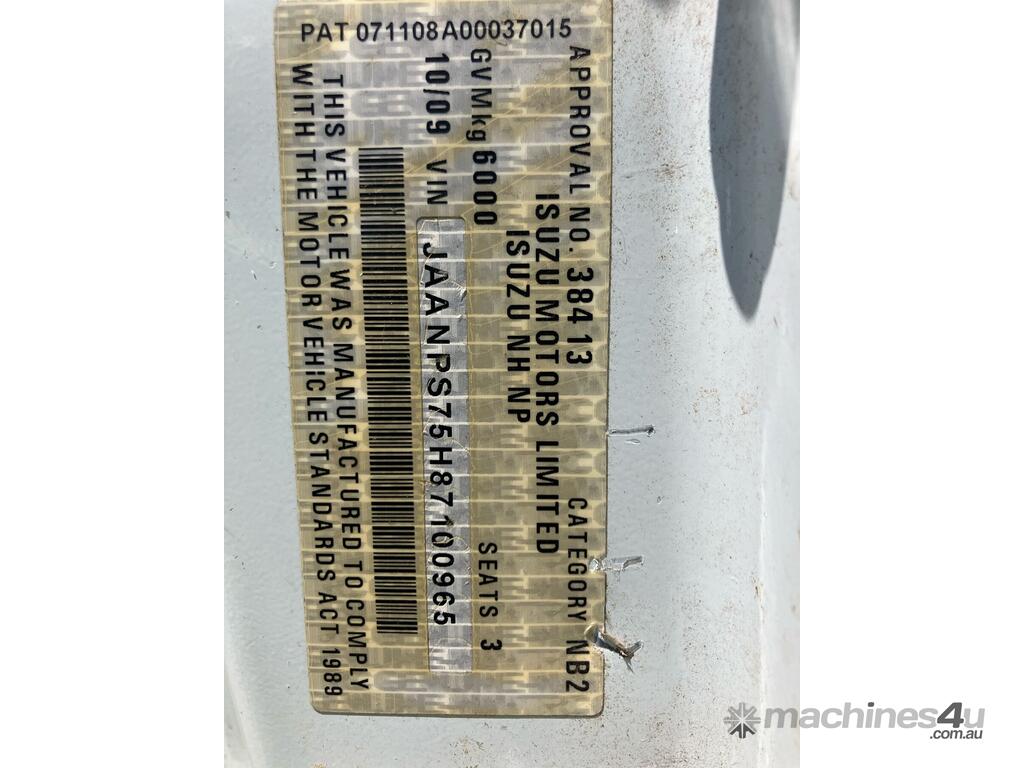 PAT 071108A00037015
APPROVAL NO. 38413 CATEGORY NB2
ISUZU MOTORS LIMITED
ISUZU NH NP
GVMkg 6000 SEATS 3
10/09 VIN JAANPS75H87100965
THIS VEHICLE WAS MANUFACTURED TO COMPLY
WITH THE MOTOR VEHICLE STANDARDS ACT 1989
machines4u
.com.au